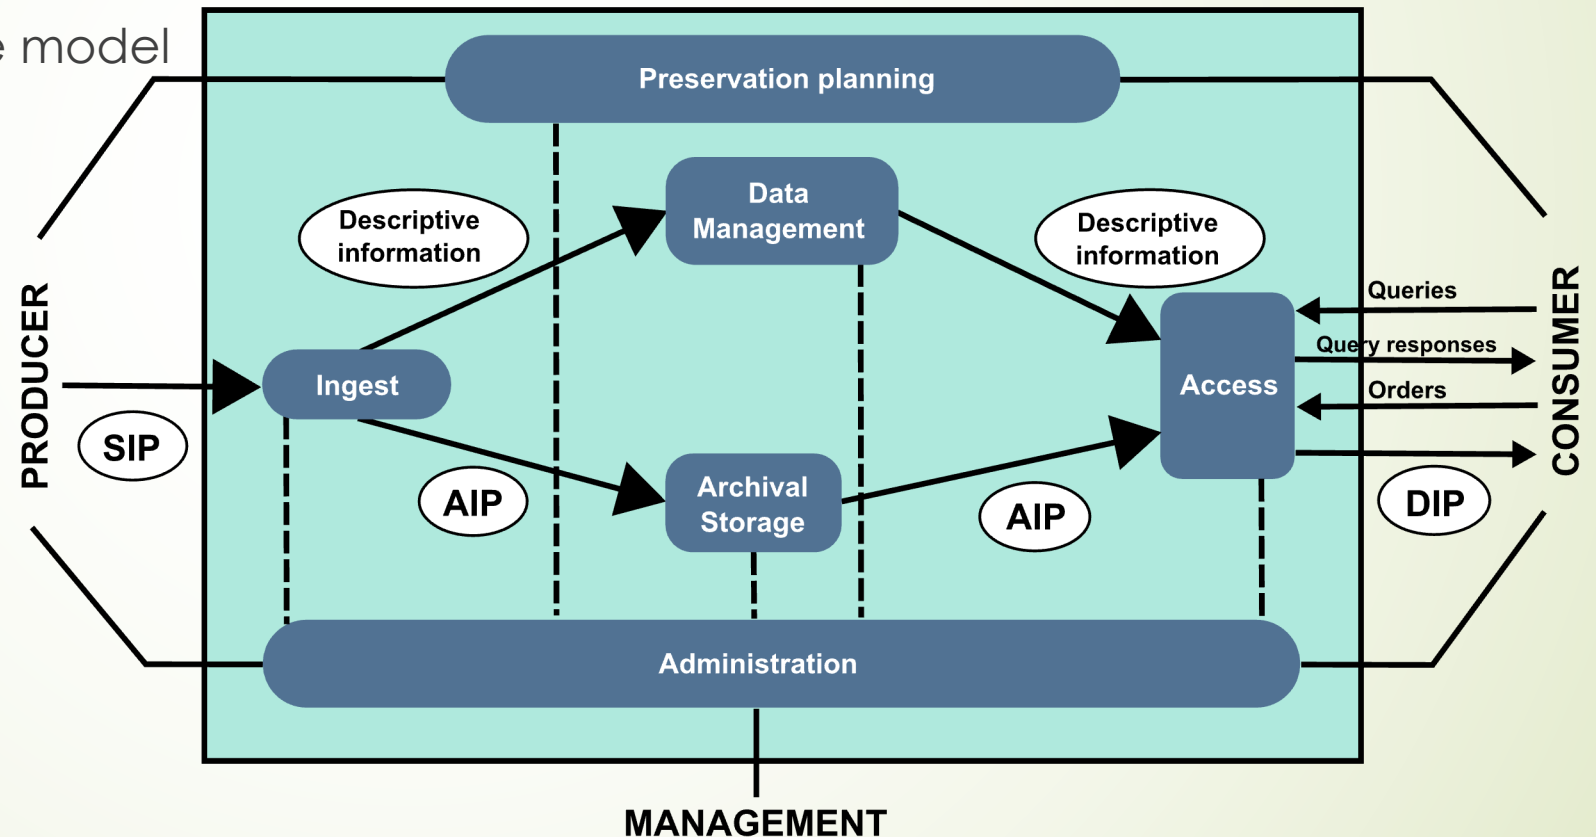 model
Preservation planning
Data
Management
Descriptive
information
Descriptive
information
PRODUCER
CONSUMER
Queries
Query responses
Ingest
Access
Orders
SIP
AIP
Archival
Storage
AIP
DIP
Administration
MANAGEMENT